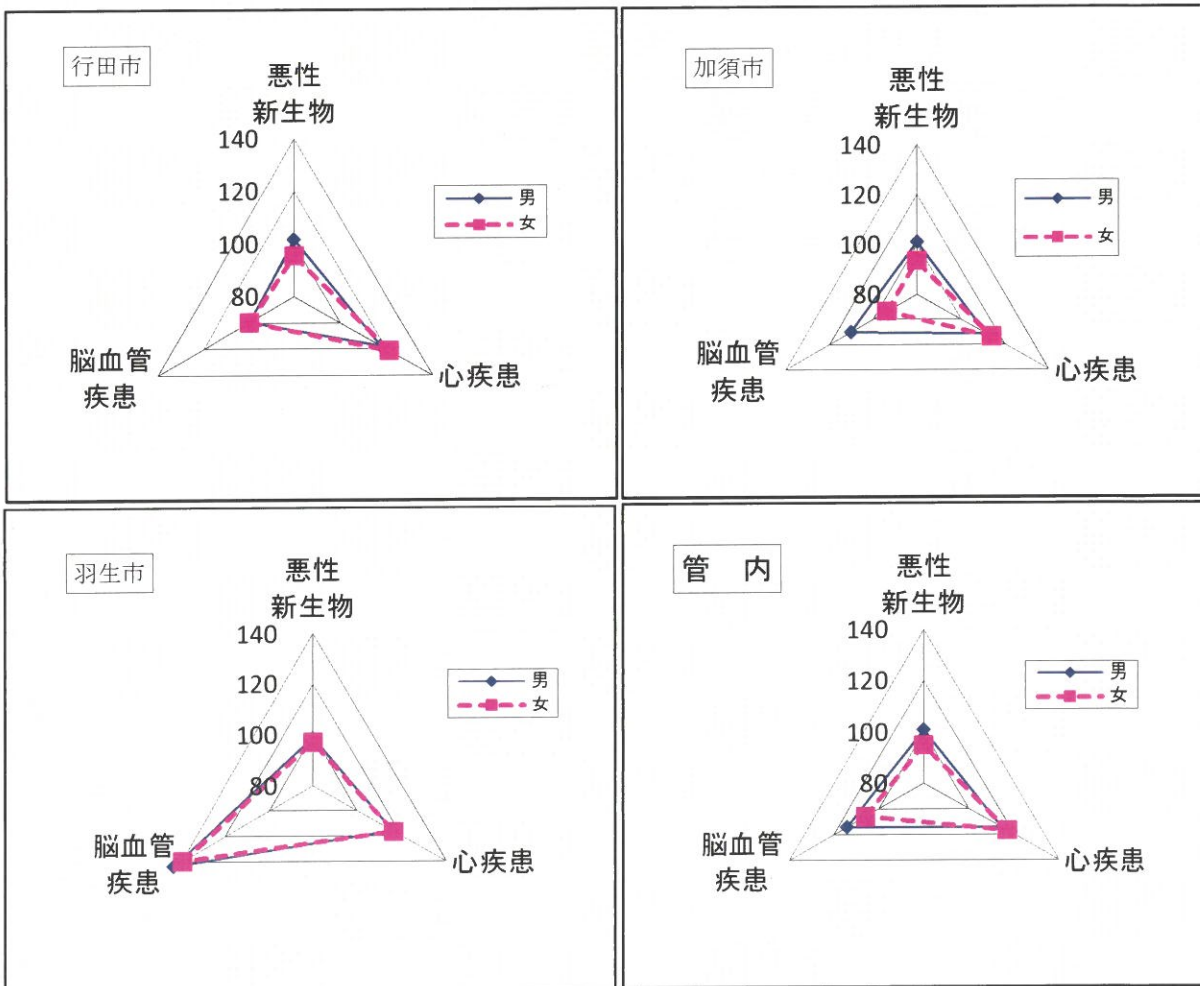 行田市
悪性
新生物
140
120
100
80
脳血管
疾患
心疾患
男
女
加須市
悪性
新生物
140
120
100
80
脳血管
疾患
心疾患
男
女
羽生市
悪性
新生物
140
120
100
80
脳血管
疾患
心疾患
男
女
管 内
悪性
新生物
140
120
100
80
脳血管
疾患
心疾患
男
女